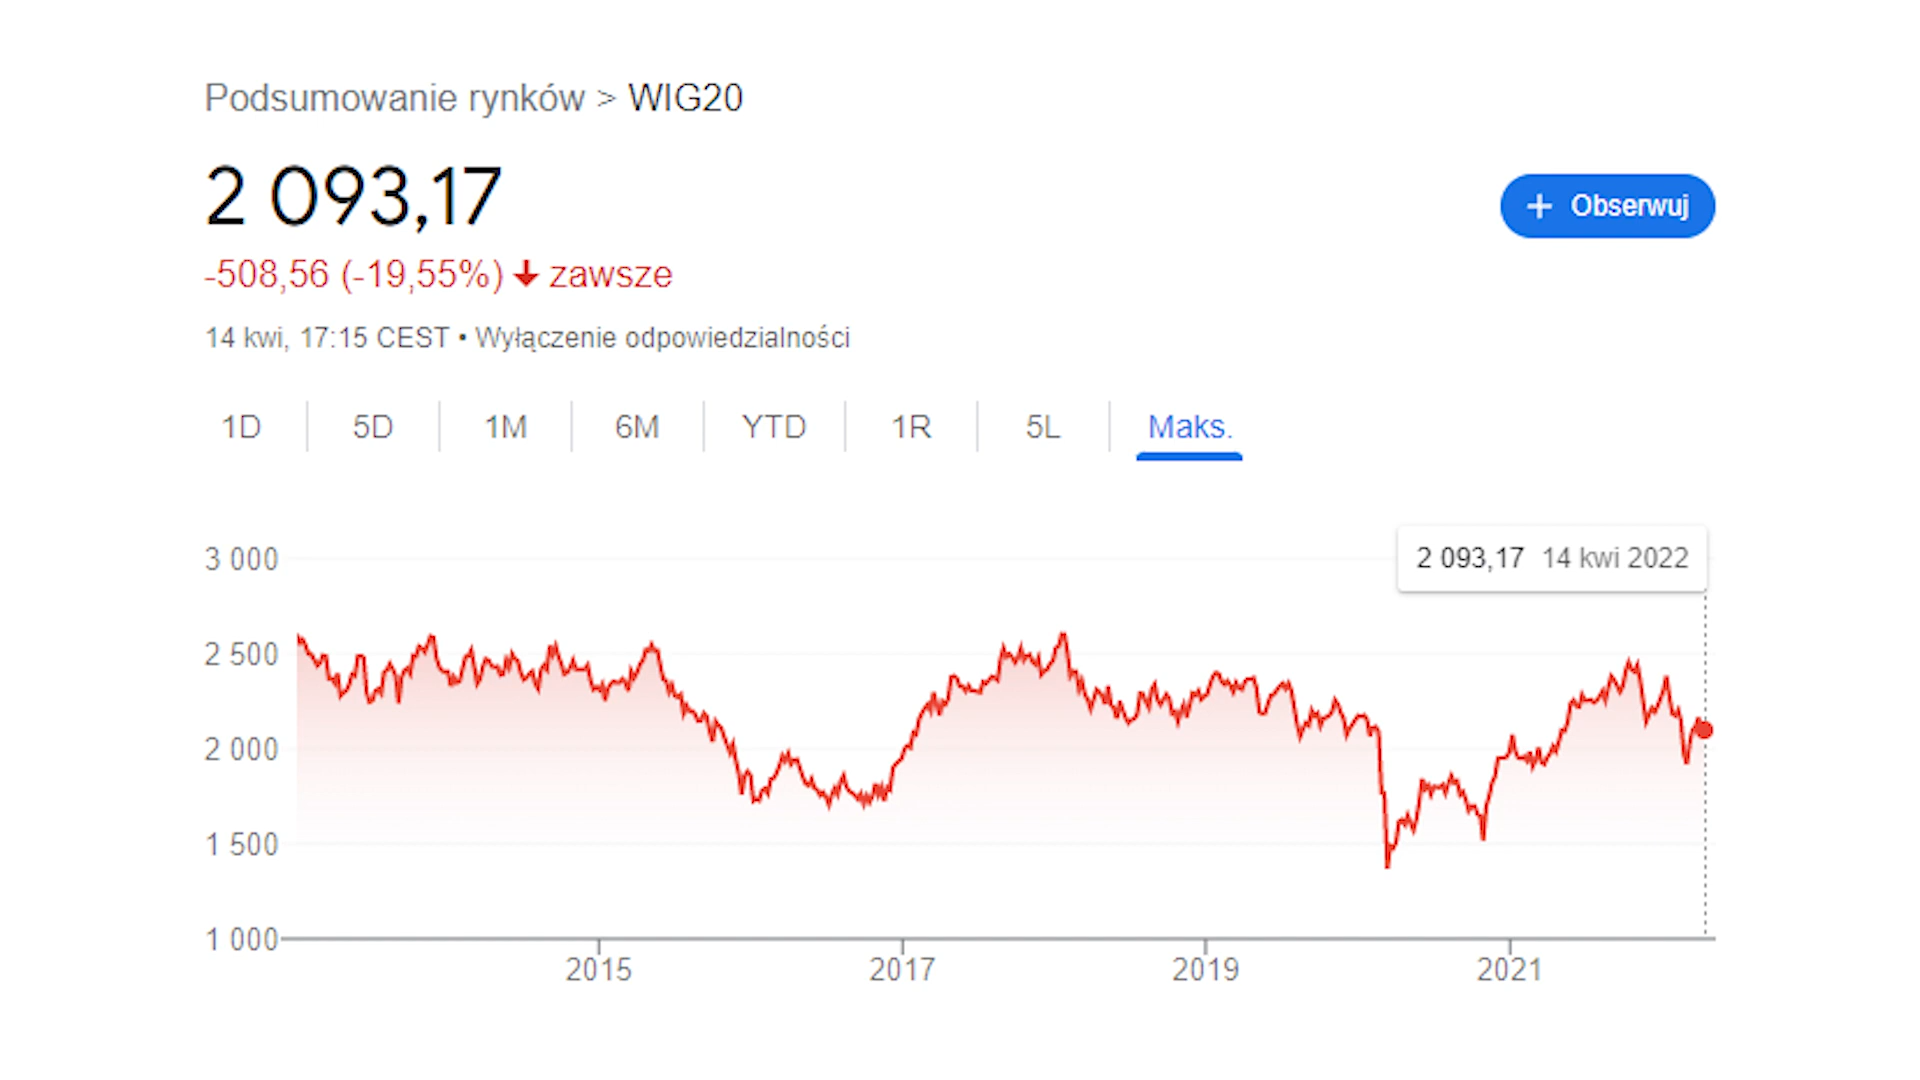 Podsumowanie rynków > WIG20
2 093,17
+ Obserwuj
-508,56 (-19,55%) ↓ zawsze
14 kwi, 17:15 CEST • Wyłączenie odpowiedzialności
1D 5D 1M 6M YTD 1R 5L Maks.
2 093,17 14 kwi 2022
3 000
2 500
2 000
1 500
1 000
2015 2017 2019 2021